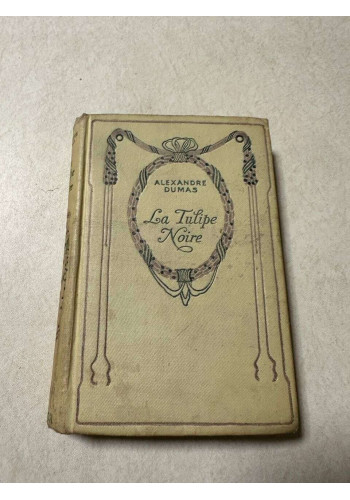 ALEXANDRE
DUMAS
La Tulipe
Noire